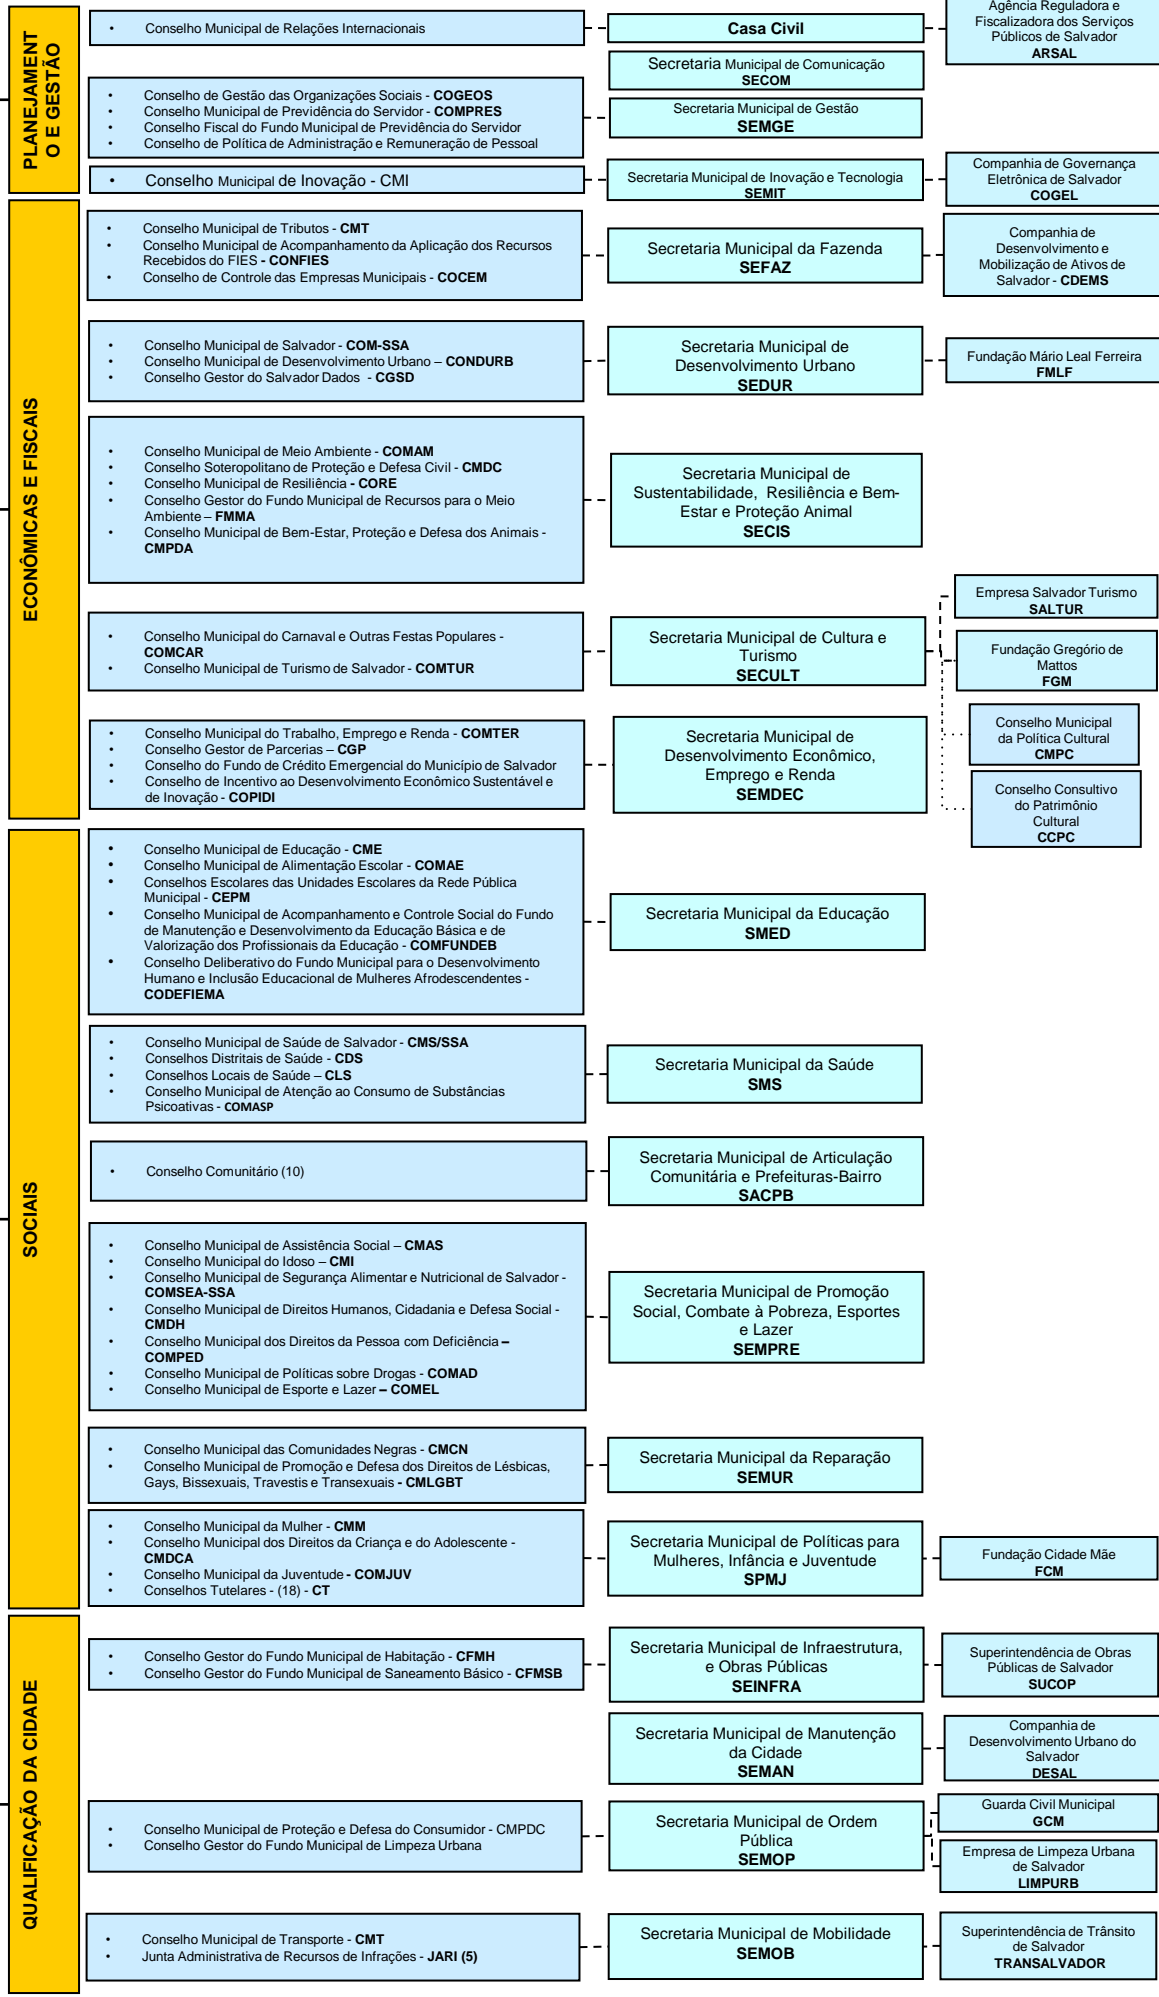 PLANEJAMENT
O E GESTÃO
• Conselho Municipal de Relações Internacionais
Casa Civil
Agência Reguladora e
Fiscalizadora dos Serviços
Públicos de Salvador
ARSAL
Secretaria Municipal de Comunicação
SECOM
• Conselho de Gestão das Organizações Sociais - COGEOS
• Conselho Municipal de Previdência do Servidor - COMPRES
• Conselho Fiscal do Fundo Municipal de Previdência do Servidor
• Conselho de Política de Administração e Remuneração de Pessoal
Secretaria Municipal de Gestão
SEMGE
• Conselho Municipal de Inovação - CMI
Secretaria Municipal de Inovação e Tecnologia
SEMIT
Companhia de Governança
Eletrônica de Salvador
COGEL
ECONÔMICAS E FISCAIS
• Conselho Municipal de Tributos - CMT
• Conselho Municipal de Acompanhamento da Aplicação dos Recursos
Recebidos do FIES - CONFIES
• Conselho de Controle das Empresas Municipais - COCEM
Secretaria Municipal da Fazenda
SEFAZ
Companhia de
Desenvolvimento e
Mobilização de Ativos de
Salvador - CDEMS
• Conselho Municipal de Salvador - COM-SSA
• Conselho Municipal de Desenvolvimento Urbano – CONDURB
• Conselho Gestor do Salvador Dados - CGSD
Secretaria Municipal de
Desenvolvimento Urbano
SEDUR
Fundação Mário Leal Ferreira
FMLF
• Conselho Municipal de Meio Ambiente - COMAM
• Conselho Soteropolitano de Proteção e Defesa Civil - CMDC
• Conselho Municipal de Resiliência - CORE
• Conselho Gestor do Fundo Municipal de Recursos para o Meio
Ambiente – FMMA
• Conselho Municipal de Bem-Estar, Proteção e Defesa dos Animais -
CMPDA
Secretaria Municipal de
Sustentabilidade, Resiliência e Bem-
Estar e Proteção Animal
SECIS
• Conselho Municipal do Carnaval e Outras Festas Populares -
COMCAR
• Conselho Municipal de Turismo de Salvador - COMTUR
Secretaria Municipal de Cultura e
Turismo
SECULT
Empresa Salvador Turismo
SALTUR
Fundação Gregório de
Mattos
FGM
Conselho Municipal
da Política Cultural
CMPC
Conselho Consultivo
do Patrimônio
Cultural
CCPC
• Conselho Municipal do Trabalho, Emprego e Renda - COMTER
• Conselho Gestor de Parcerias – CGP
• Conselho do Fundo de Crédito Emergencial do Município de Salvador
• Conselho de Incentivo ao Desenvolvimento Econômico Sustentável e
de Inovação - COPIDI
Secretaria Municipal de
Desenvolvimento Econômico,
Emprego e Renda
SEMDEC
SOCIAIS
• Conselho Municipal de Educação - CME
• Conselho Municipal de Alimentação Escolar - COMAE
• Conselhos Escolares das Unidades Escolares da Rede Pública
Municipal - CEPM
• Conselho Municipal de Acompanhamento e Controle Social do Fundo
de Manutenção e Desenvolvimento da Educação Básica e de
Valorização dos Profissionais da Educação - COMFUNDEB
• Conselho Deliberativo do Fundo Municipal para o Desenvolvimento
Humano e Inclusão Educacional de Mulheres Afrodescendentes -
CODEFIEMA
Secretaria Municipal da Educação
SMED
• Conselho Municipal de Saúde de Salvador - CMS/SSA
• Conselhos Distritais de Saúde - CDS
• Conselhos Locais de Saúde – CLS
• Conselho Municipal de Atenção ao Consumo de Substâncias
Psicoativas - COMASP
Secretaria Municipal da Saúde
SMS
• Conselho Comunitário (10)
Secretaria Municipal de Articulação
Comunitária e Prefeituras-Bairro
SACPB
• Conselho Municipal de Assistência Social – CMAS
• Conselho Municipal do Idoso – CMI
• Conselho Municipal de Segurança Alimentar e Nutricional de Salvador -
COMSEA-SSA
• Conselho Municipal de Direitos Humanos, Cidadania e Defesa Social -
CMDH
• Conselho Municipal dos Direitos da Pessoa com Deficiência –
COMPED
• Conselho Municipal de Políticas sobre Drogas - COMAD
• Conselho Municipal de Esporte e Lazer – COMEL
Secretaria Municipal de Promoção
Social, Combate à Pobreza, Esportes
e Lazer
SEMPRE
• Conselho Municipal das Comunidades Negras - CMCN
• Conselho Municipal de Promoção e Defesa dos Direitos de Lésbicas,
Gays, Bissexuais, Travestis e Transexuais - CMLGBT
Secretaria Municipal da Reparação
SEMUR
• Conselho Municipal da Mulher - CMM
• Conselho Municipal dos Direitos da Criança e do Adolescente -
CMDCA
• Conselho Municipal da Juventude - COMJUV
• Conselhos Tutelares - (18) - CT
Secretaria Municipal de Políticas para
Mulheres, Infância e Juventude
SPMJ
Fundação Cidade Mãe
FCM
QUALIFICAÇÃO DA CIDADE
• Conselho Gestor do Fundo Municipal de Habitação - CFMH
• Conselho Gestor do Fundo Municipal de Saneamento Básico - CFMSB
Secretaria Municipal de Infraestrutura,
e Obras Públicas
SEINFRA
Superintendência de Obras
Públicas de Salvador
SUCOP
Secretaria Municipal de Manutenção
da Cidade
SEMAN
Companhia de
Desenvolvimento Urbano do
Salvador
DESAL
• Conselho Municipal de Proteção e Defesa do Consumidor - CMPDC
• Conselho Gestor do Fundo Municipal de Limpeza Urbana
Secretaria Municipal de Ordem
Pública
SEMOP
Guarda Civil Municipal
GCM
Empresa de Limpeza Urbana
de Salvador
LIMPURB
• Conselho Municipal de Transporte - CMT
• Junta Administrativa de Recursos de Infrações - JARI (5)
Secretaria Municipal de Mobilidade
SEMOB
Superintendência de Trânsito
de Salvador
TRANSALVADOR